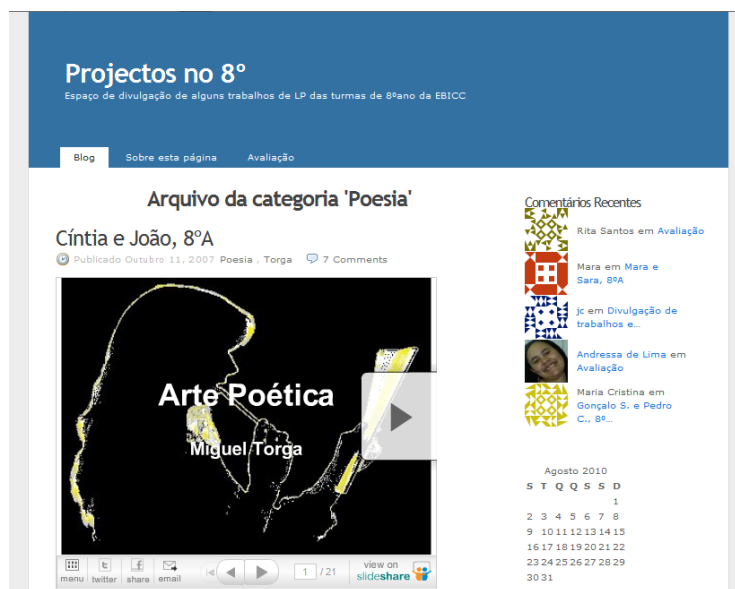 Projectos no 8º
Espaço de divulgação de alguns trabalhos de LP das turmas de 8ºano da EBICC
Blog Sobre esta página Avaliação
Arquivo da categoria 'Poesia'
Cíntia e João, 8ºA
Publicado Outubro 11, 2007 Poesia , Torga 7 Comments
Arte Poética
Miguel Torga
menu twitter share email 1 / 21 view on
slideshare
Comentários Recentes
Rita Santos em Avaliação
Mara em Mara e
Sara, 8ºA
jc em Divulgação de
trabalhos e...
Andressa de Lima em
Avaliação
Maria Cristina em
Gonçalo S. e Pedro
C., 8º...
Agosto 2010
S T Q Q S S D
1
2 3 4 5 6 7 8
9 10 11 12 13 14 15
16 17 18 19 20 21 22
23 24 25 26 27 28 29
30 31